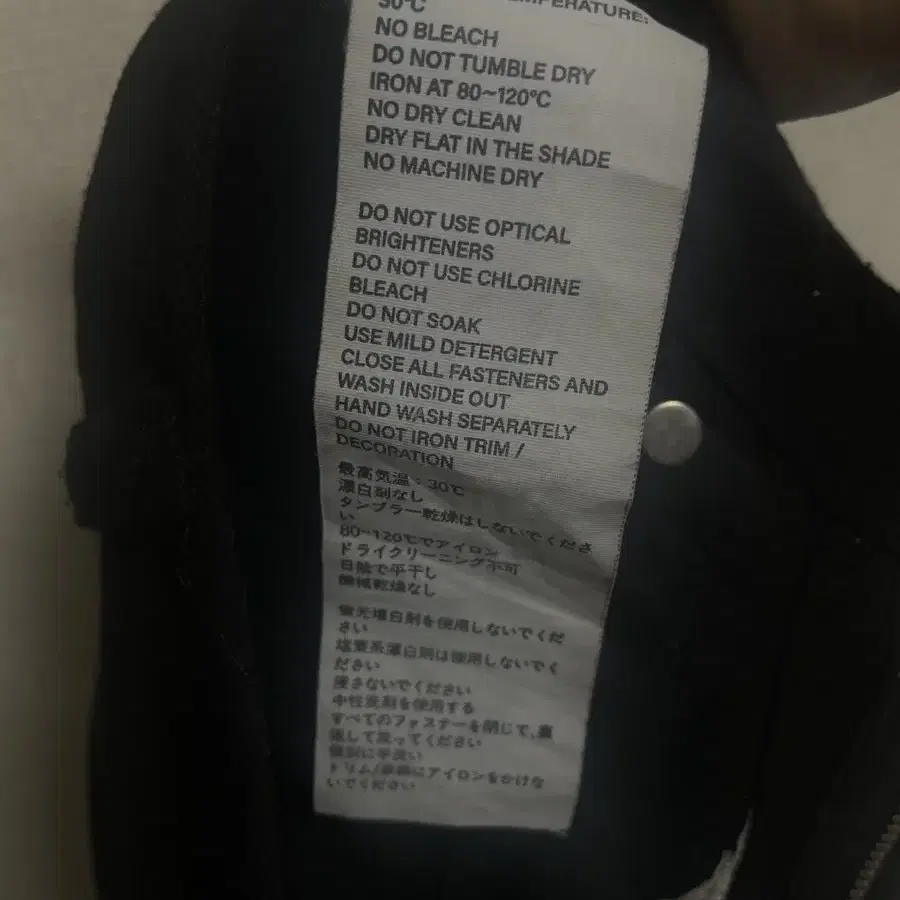 TEMPERATURE:
30℃
NO BLEACH
DO NOT TUMBLE DRY
IRON AT 80~120℃
NO DRY CLEAN
DRY FLAT IN THE SHADE
NO MACHINE DRY
DO NOT USE OPTICAL
BRIGHTENERS
DO NOT USE CHLORINE
BLEACH
DO NOT SOAK
USE MILD DETERGENT
CLOSE ALL FASTENERS AND
WASH INSIDE OUT
HAND WASH SEPARATELY
DO NOT IRON TRIM /
DECORATION
最高気温：30℃
漂白剤なし
タンブラー乾燥はしないでくださ
い
80~120℃でアイロン
ドライクリーニング不可
日陰で平干し
機械乾燥なし
蛍光増白剤を使用しないでくだ
さい
塩素系漂白剤は使用しないでく
ださい
浸さないでください
中性洗剤を使用する
すべてのファスナーを閉じて、裏
返して洗ってください
個別に手洗い
トリム/装飾にアイロンをかけな
いでください